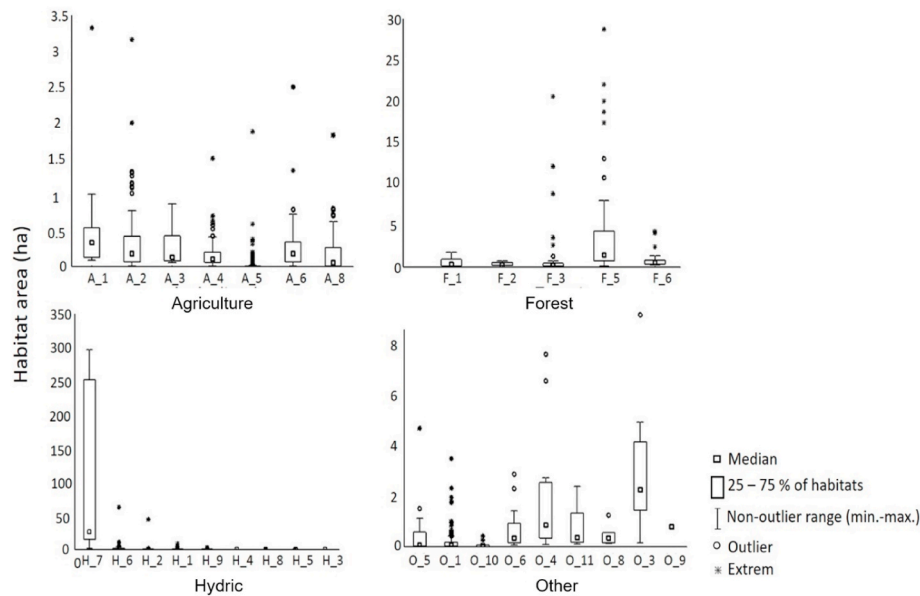 Habitat area (ha)
3.5
3
2.5
2
1.5
1
0.5
0
A_1 A_2 A_3 A_4 A_5 A_6 A_8
Agriculture
30
25
20
15
10
5
0
F_1 F_2 F_3 F_5 F_6
Forest
350
300
250
200
150
100
50
0
H_7 H_6 H_2 H_1 H_9 H_4 H_8 H_5 H_3
Hydric
8
6
4
2
0
O_5 O_1 O_10 O_6 O_4 O_11 O_8 O_3 O_9
Other
Median
25 – 75 % of habitats
Non-outlier range (min.-max.)
Outlier
Extrem